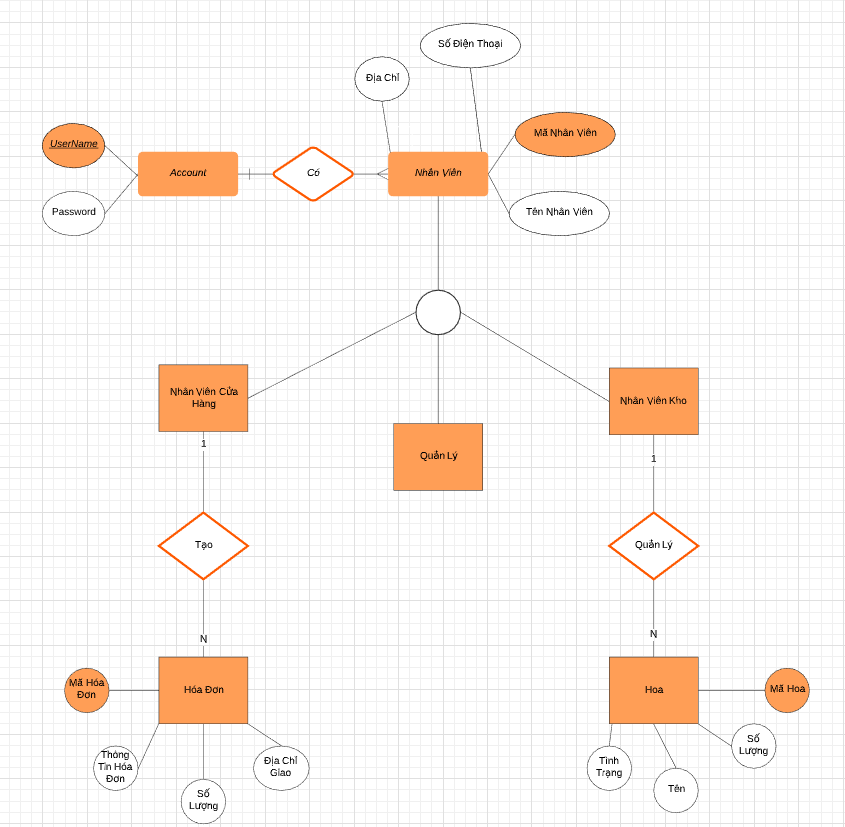 Số Điện Thoại
Địa Chỉ
Mã Nhân Viên
UserName
Account
Có
Nhân Viên
Password
Tên Nhân Viên
Nhân Viên Cửa
Hàng
Nhân Viên Kho
Quản Lý
1
1
Tạo
Quản Lý
N
N
Mã Hóa
Đơn
Hóa Đơn
Hoa
Mã Hoa
Thông
Tin Hóa
Đơn
Địa Chỉ
Giao
Số
Lượng
Tình
Trạng
Tên
Số
Lượng